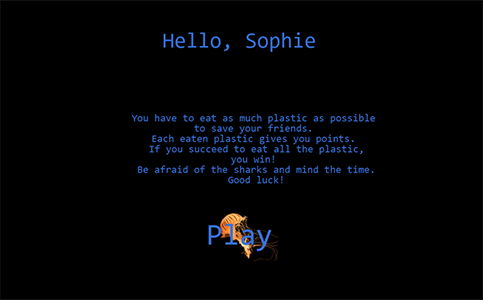 Hello, Sophie
You have to eat as much plastic as possible
to save your friends.
Each eaten plastic gives you points.
If you succeed to eat all the plastic,
you win!
Be afraid of the sharks and mind the time.
Good luck!
Play